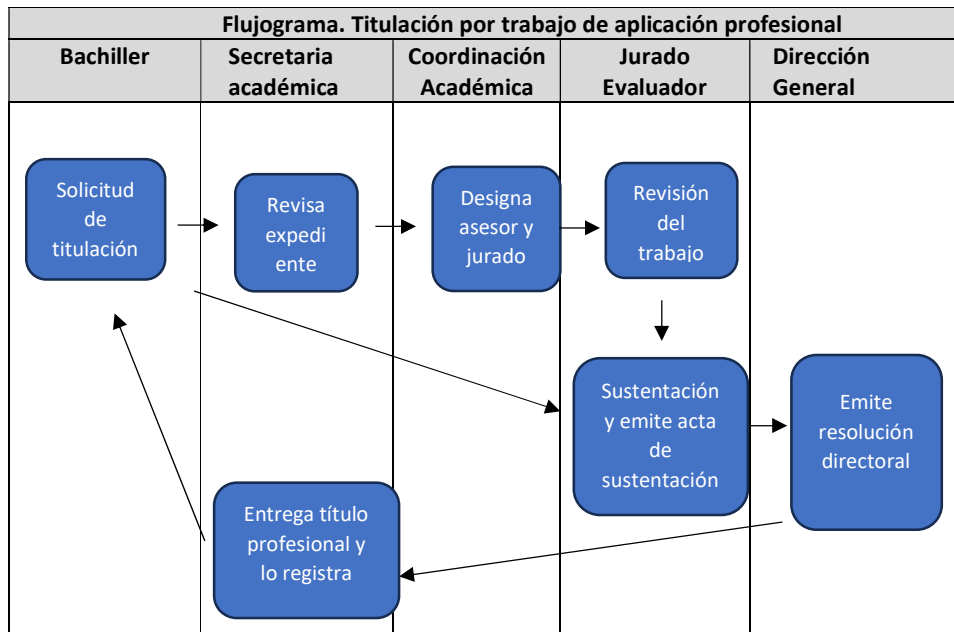 Flujograma. Titulación por trabajo de aplicación profesional
Bachiller
Secretaria
académica
Coordinación
Académica
Jurado
Evaluador
Dirección
General
Solicitud
de
titulación
Revisa
expedi
ente
Designa
asesor y
jurado
Revisión
del
trabajo
Sustentación
y emite acta
de
sustentación
Emite
resolución
directoral
Entrega título
profesional y
lo registra